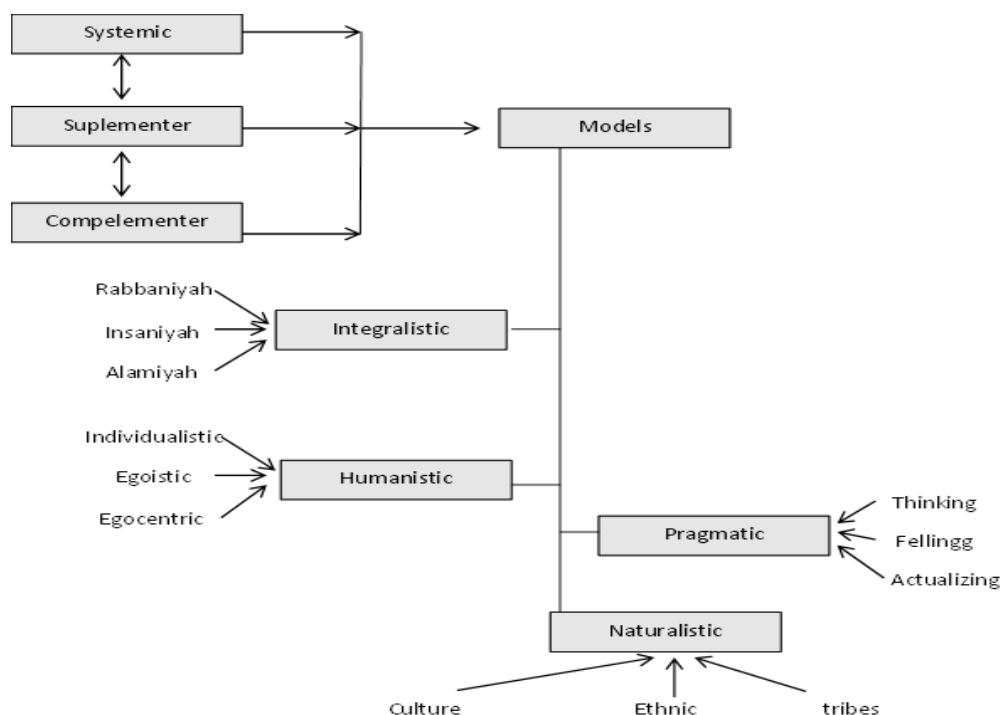 Systemic
Suplementer
Models
Compelementer
Rabbaniyah
Insaniyah
Integralistic
Alamiyah
Individualistic
Egoistic
Humanistic
Egocentric
Thinking
Pragmatic
Fellingg
Actualizing
Naturalistic
Culture
Ethnic
tribes